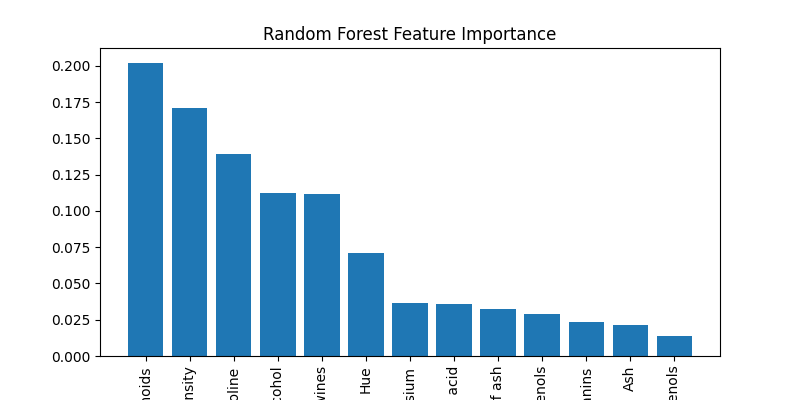 Random Forest Feature Importance
0.200
0.175
0.150
0.125
0.100
0.075
0.050
0.025
0.000
noids
nsity
oline
cohol
wines
Hue
sium
acid
f ash
enols
nins
Ash
enols